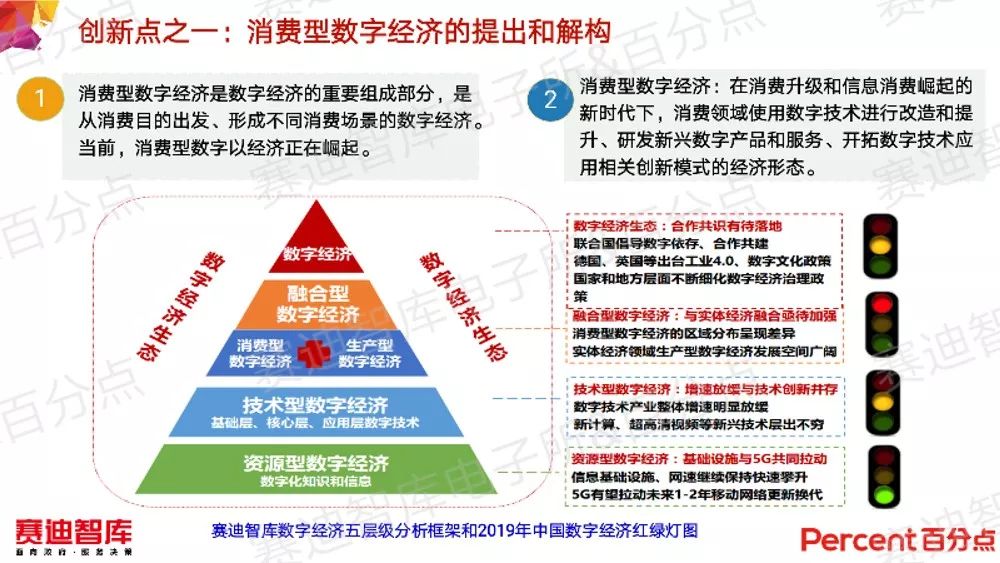 创新点之一：消费型数字经济的提出和解构
1
消费型数字经济是数字经济的重要组成部分，是
从消费目的出发、形成不同消费场景的数字经济。
当前，消费型数字以经济正在崛起。
2
消费型数字经济：在消费升级和信息消费崛起的
新时代下，消费领域使用数字技术进行改造和提
升、研发新兴数字产品和服务、开拓数字技术应
用相关创新模式的经济形态。
数字经济生态
数字经济生态
数字经济
融合型
数字经济
消费型
数字经济
生产型
数字经济
技术型数字经济
基础层、核心层、应用层数字技术
资源型数字经济
数字化知识和信息
数字经济生态：合作共识有待落地
联合国倡导数字依存、合作共建
德国、英国等出台工业4.0、数字文化政策
国家和地方层面不断细化数字经济治理政
策
融合型数字经济：与实体经济融合亟待加强
消费型数字经济的区域分布呈现差异
实体经济领域生产型数字经济发展空间广阔
技术型数字经济：增速放缓与技术创新并存
数字技术产业整体增速明显放缓
新计算、超高清视频等新兴技术层出不穷
资源型数字经济：基础设施与5G共同拉动
信息基础设施、网速继续保持快速攀升
5G有望拉动未来1-2年移动网络更新换代
赛迪智库
面向政府·服务决策
赛迪智库数字经济五层级分析框架和2019年中国数字经济红绿灯图
Percent百分点
赛迪智库电子所&百分点